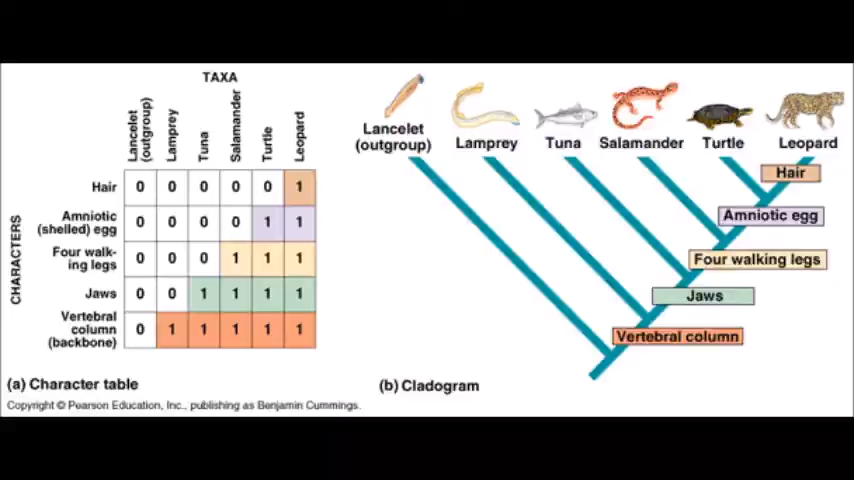 TAXA
Lancelet
(outgroup)
Lamprey
Tuna
Salamander
Turtle
Leopard
CHARACTERS
Hair 0 0 0 0 0 1
Amniotic
(shelled) egg 0 0 0 0 1 1
Four walk-
ing legs 0 0 0 1 1 1
Jaws 0 0 1 1 1 1
Vertebral
column
(backbone) 0 1 1 1 1 1
(a) Character table
Copyright © Pearson Education, Inc., publishing as Benjamin Cummings.
Lancelet
(outgroup)
Lamprey
Tuna
Salamander
Turtle
Leopard
Hair
Amniotic egg
Four walking legs
Jaws
Vertebral column
(b) Cladogram